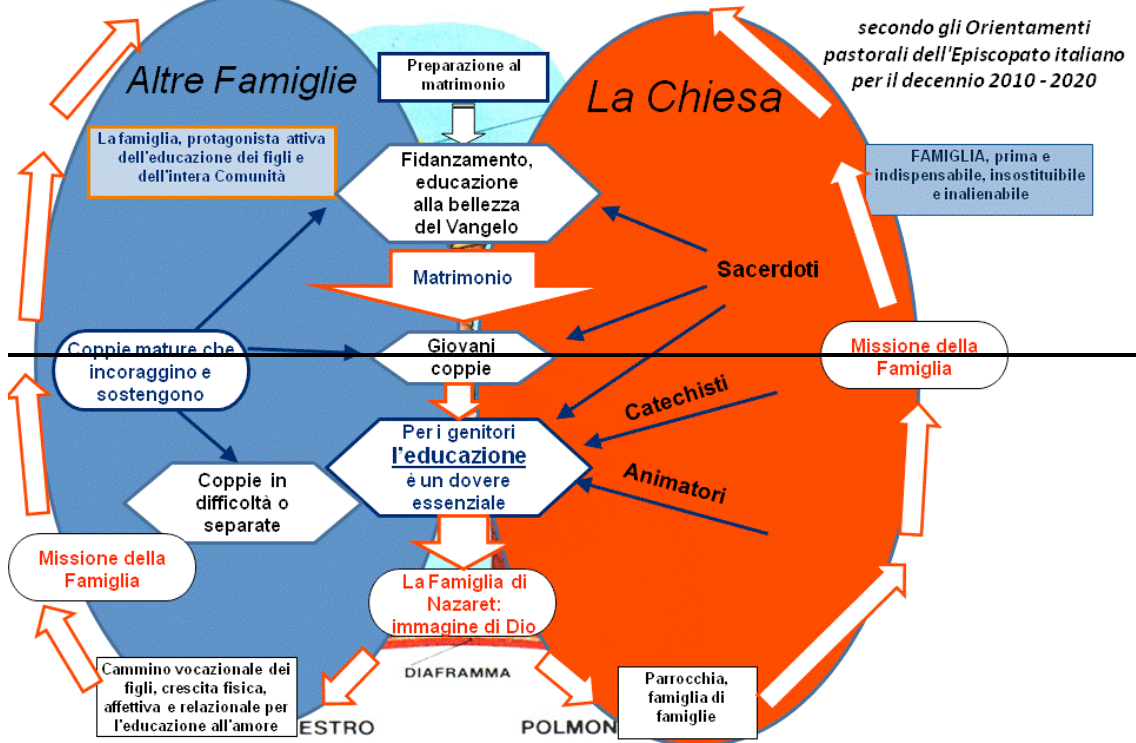 secondo gli Orientamenti
pastorali dell'Episcopato italiano
per il decennio 2010 - 2020
Altre Famiglie
Preparazione al
matrimonio
La Chiesa
La famiglia, protagonista attiva
dell'educazione dei figli e
dell'intera Comunità
Fidanzamento,
educazione
alla bellezza
del Vangelo
FAMIGLIA, prima e
indispensabile, insostituibile
e inalienabile
Matrimonio
Sacerdoti
Coppie mature che
incoraggino e
sostengono
Giovani
coppie
Missione della
Famiglia
Catechisti
Per i genitori
l'educazione
è un dovere
essenziale
Animatori
Coppie in
difficoltà o
separate
Missione della
Famiglia
La Famiglia di
Nazaret:
immagine di Dio
DIAFRAMMA
Cammino vocazionale dei
figli, crescita fisica,
affettiva e relazionale per
l'educazione all'amore
Parrocchia,
famiglia di
famiglie
ESTRO
POLMON